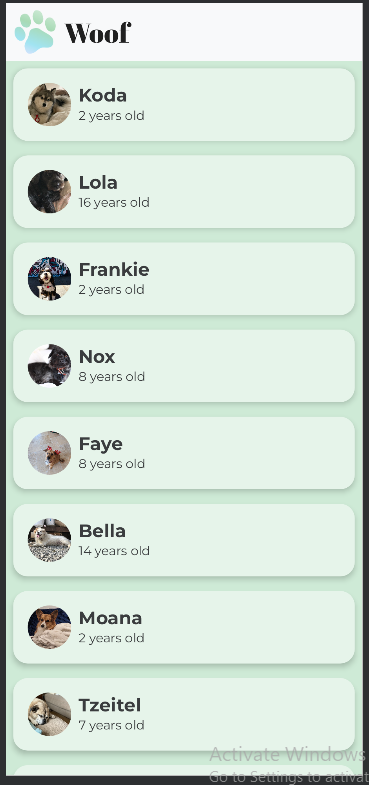 Woof
Koda
2 years old
Lola
16 years old
Frankie
2 years old
Nox
8 years old
Faye
8 years old
Bella
14 years old
Moana
2 years old
Tzeitel
7 years old
Activate Windows
Go to Settings to activat